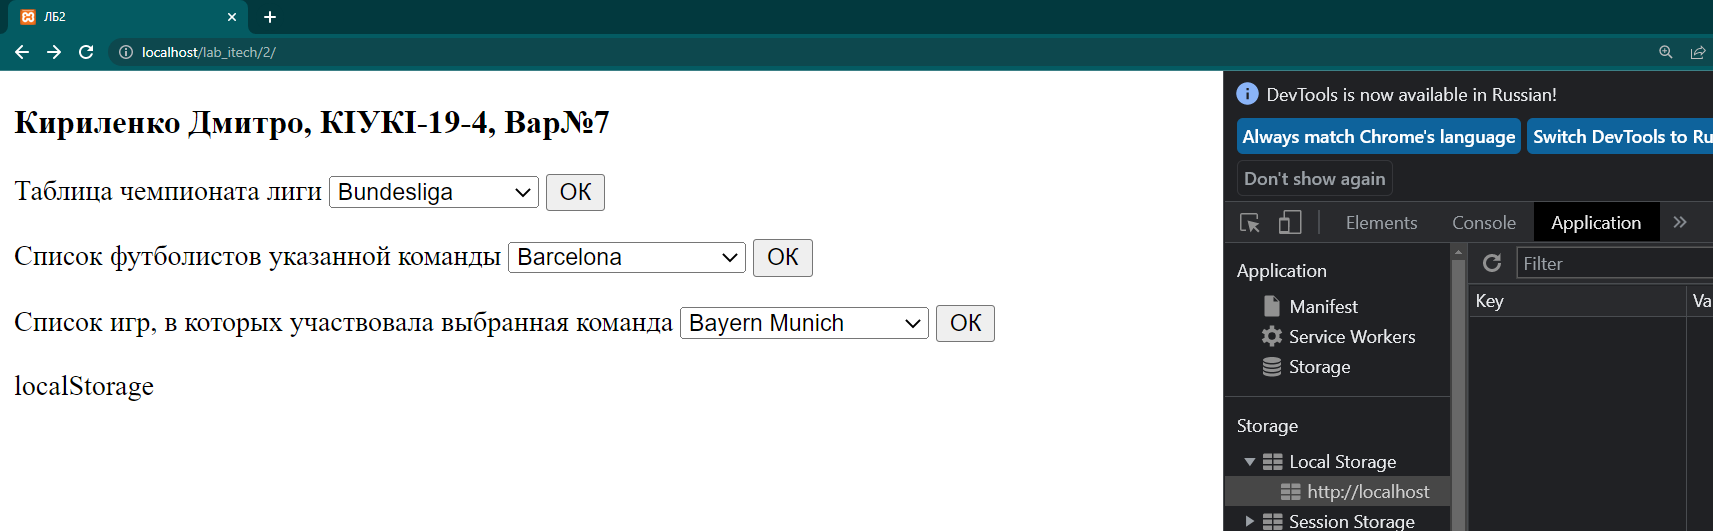 ЛБ2
localhost/lab_itech/2/
Кириленко Дмитро, КІУКІ-19-4, Вар№7
Таблица чемпионата лиги Bundesliga ОК
Список футболистов указанной команды Barcelona ОК
Список игр, в которых участвовала выбранная команда Bayern Munich ОК
localStorage
DevTools is now available in Russian!
Always match Chrome's language Switch DevTools to Ru
Don't show again
Elements Console Application
Application
Manifest
Service Workers
Storage
Storage
Local Storage
http://localhost
Session Storage
Filter
Key Va